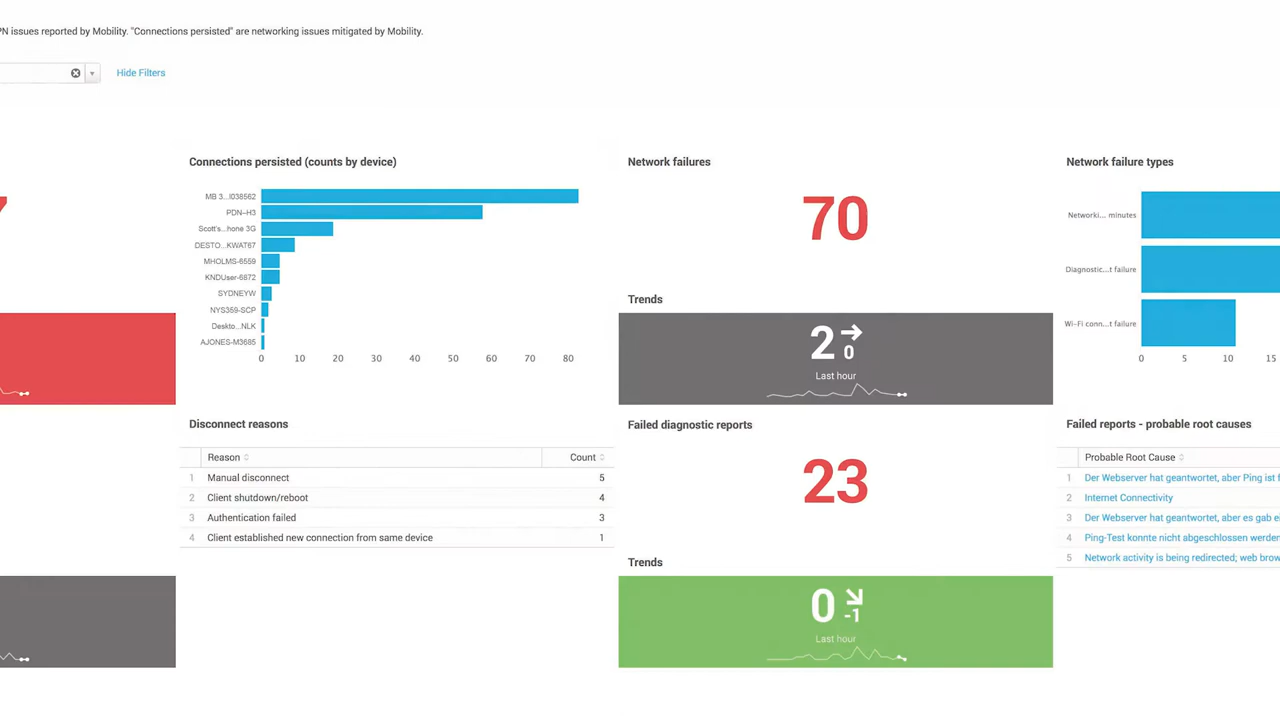 PN issues reported by Mobility. "Connections persisted" are networking issues mitigated by Mobility.
Hide Filters
7
Connections persisted (counts by device)
MB 3...I038562
PDN-H3
Scott's...hone 3G
DESTO...KWAT67
MHOLMS-6559
KNDUser-6872
SYDNEYW
NYS359-SCP
Deskto...NLK
AJONES-M3685
0 10 20 30 40 50 60 70 80
Network failures
70
Trends
2 0
Last hour
Network failure types
Networki... minutes
Diagnostic...t failure
Wi-Fi conn...t failure
0 5 10 15
Disconnect reasons
Reason Count
1 Manual disconnect 5
2 Client shutdown/reboot 4
3 Authentication failed 3
4 Client established new connection from same device 1
Failed diagnostic reports
23
Trends
0 -1
Last hour
Failed reports - probable root causes
Probable Root Cause
1 Der Webserver hat geantwortet, aber Ping ist f
2 Internet Connectivity
3 Der Webserver hat geantwortet, aber es gab ei
4 Ping-Test konnte nicht abgeschlossen werden
5 Network activity is being redirected; web brow